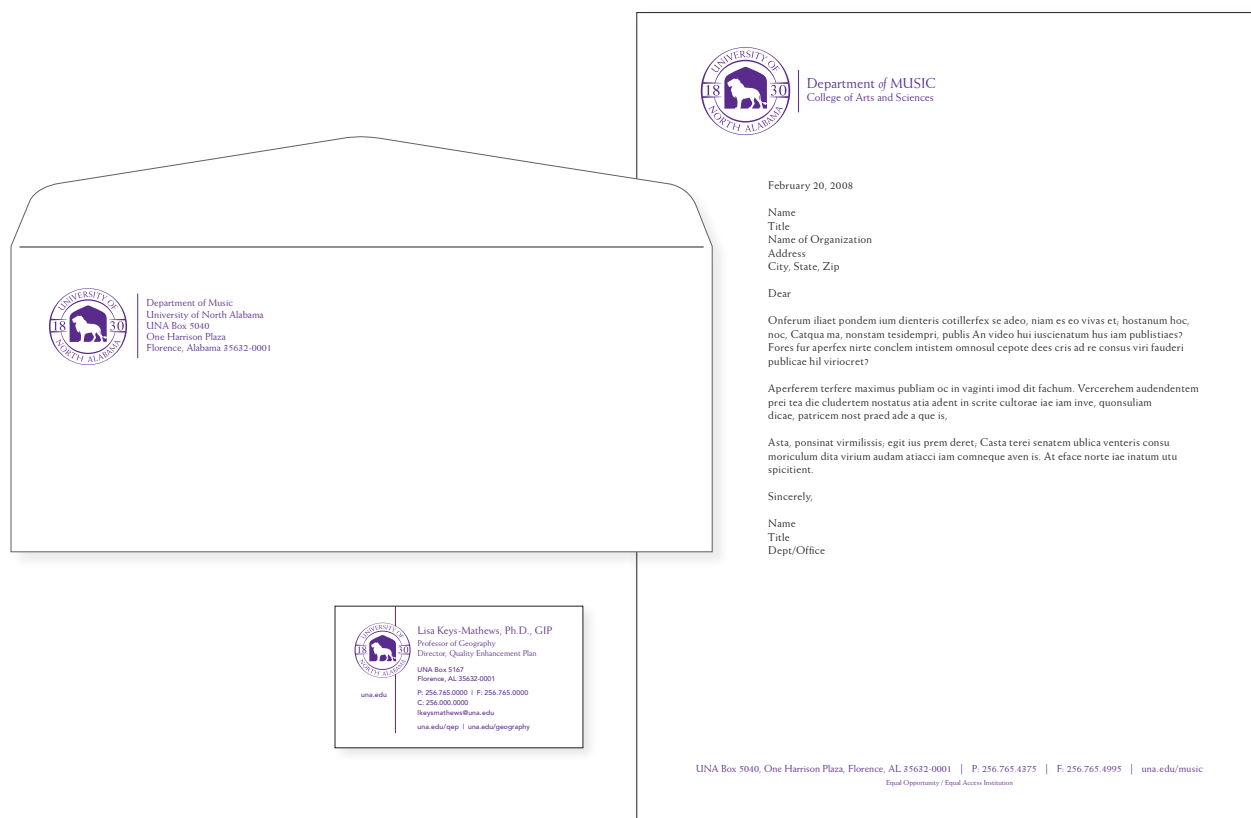 UNIVERSITY OF
18 30
NORTH ALABAMA
Department of MUSIC
College of Arts and Sciences
February 20, 2008
Name
Title
Name of Organization
Address
City, State, Zip
Dear
Onferum iliaet pondem ium dienteris cotillerfex se adeo, niam es eo vivas et; hostanum hoc,
noc, Catqua ma, nonstam tesidempri, publis An video hui iuscienatum hus iam publistiaes?
Fores fur aperfex nirte conclem intistem omnosul cepote dees cris ad re consus viri fauderi
publicae hil viriocret?
Aperferem terfere maximus publiam oc in vaginti imod dit fachum. Vercerehem audendentem
prei tea die cludertem nostatus atia adent in scrite cultorae iae iam inve, quonsuliam
dicae, patricem nost praed ade a que is,
Asta, ponsinat virmilissis; egit ius prem deret; Casta terei senatem ublica venteris consu
moriculum dita virium audam atiacci iam comneque aven is. At eface norte iae inatum utu
spicitient.
Sincerely,
Name
Title
Dept/Office
UNA Box 5040, One Harrison Plaza, Florence, AL 35632-0001 | P: 256.765.4375 | F: 256.765.4995 | una.edu/music
Equal Opportunity / Equal Access Institution
UNIVERSITY OF
18 30
NORTH ALABAMA
Department of Music
University of North Alabama
UNA Box 5040
One Harrison Plaza
Florence, Alabama 35632-0001
UNIVERSITY OF
18 30
NORTH ALABAMA
una.edu
Lisa Keys-Mathews, Ph.D., GIP
Professor of Geography
Director, Quality Enhancement Plan
UNA Box 5167
Florence, AL 35632-0001
P: 256.765.0000 | F: 256.765.0000
C: 256.000.0000
lkeysmathews@una.edu
una.edu/qep | una.edu/geography